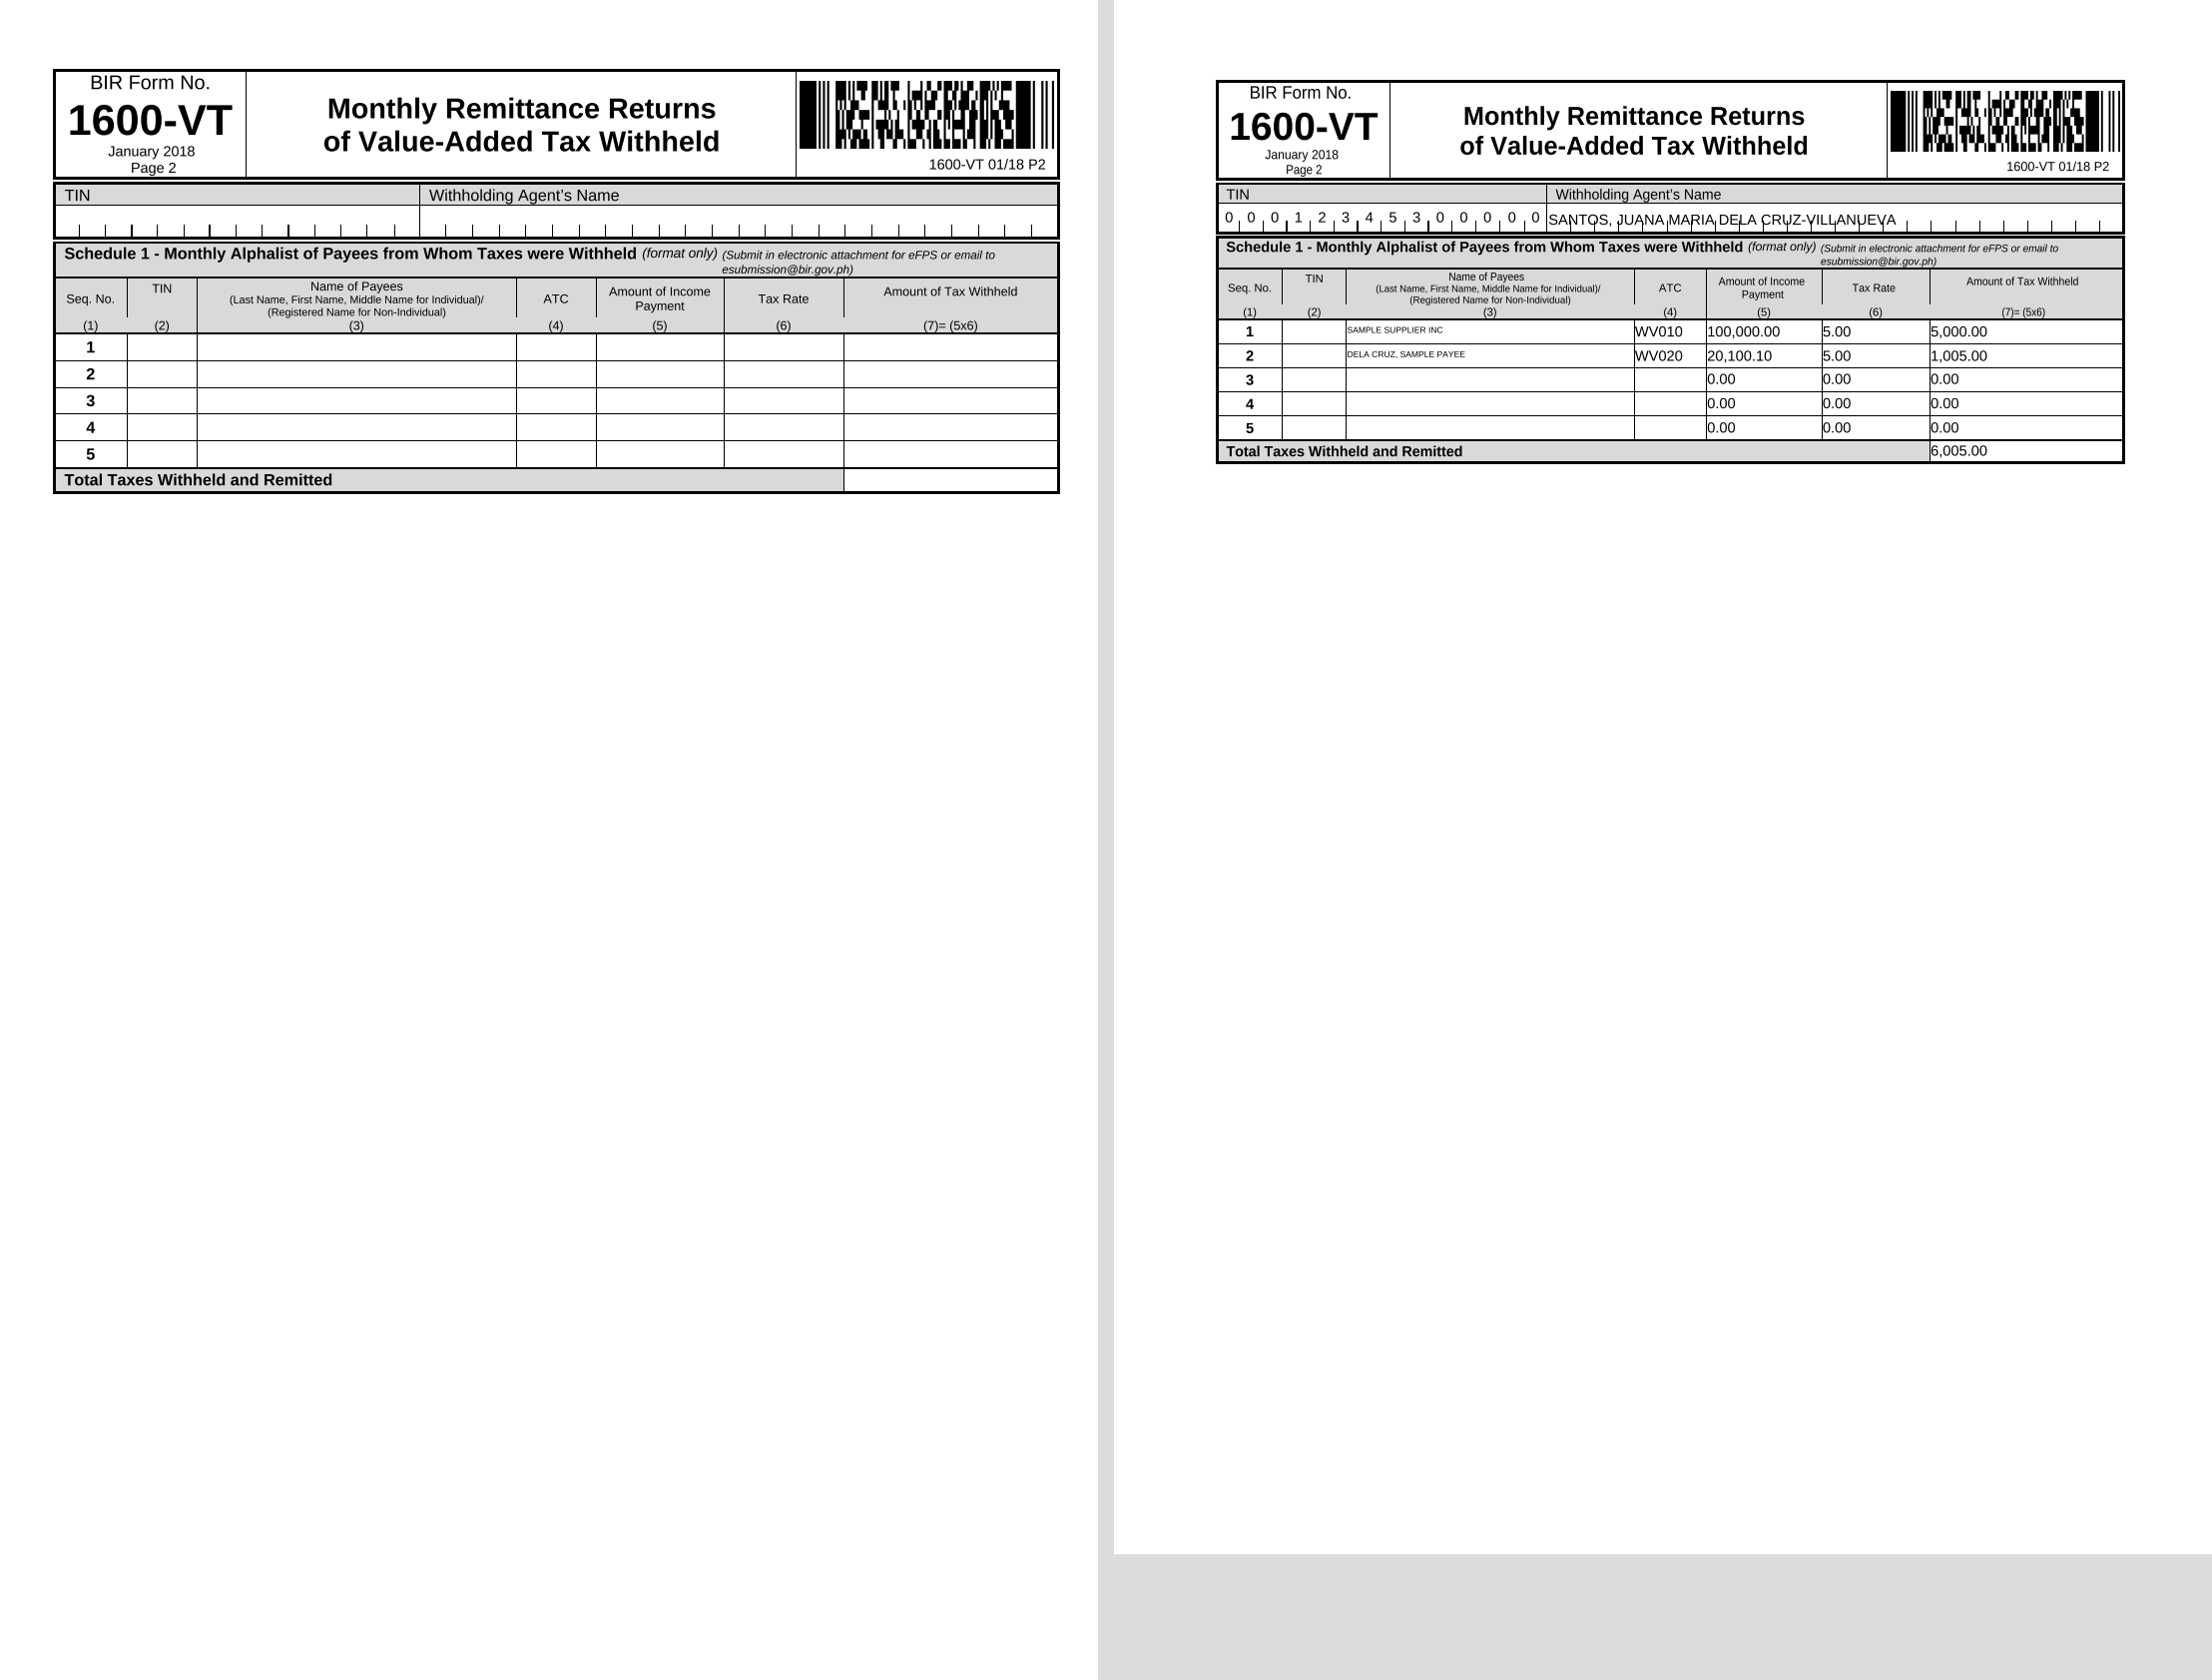 BIR Form No.
1600-VT
January 2018
Page 2
Monthly Remittance Returns
of Value-Added Tax Withheld
1600-VT 01/18 P2
TIN
Withholding Agent’s Name
Schedule 1 - Monthly Alphalist of Payees from Whom Taxes were Withheld (format only) (Submit in electronic attachment for eFPS or email to
esubmission@bir.gov.ph)
Seq. No.
(1)
TIN
(2)
Name of Payees
(Last Name, First Name, Middle Name for Individual)/
(Registered Name for Non-Individual)
(3)
ATC
(4)
Amount of Income
Payment
(5)
Tax Rate
(6)
Amount of Tax Withheld
(7)= (5x6)
1
2
3
4
5
Total Taxes Withheld and Remitted
BIR Form No.
1600-VT
January 2018
Page 2
Monthly Remittance Returns
of Value-Added Tax Withheld
1600-VT 01/18 P2
TIN
Withholding Agent’s Name
0 0 0 1 2 3 4 5 3 0 0 0 0 0 SANTOS, JUANA MARIA DELA CRUZ-VILLANUEVA
Schedule 1 - Monthly Alphalist of Payees from Whom Taxes were Withheld (format only) (Submit in electronic attachment for eFPS or email to
esubmission@bir.gov.ph)
Seq. No.
(1)
TIN
(2)
Name of Payees
(Last Name, First Name, Middle Name for Individual)/
(Registered Name for Non-Individual)
(3)
ATC
(4)
Amount of Income
Payment
(5)
Tax Rate
(6)
Amount of Tax Withheld
(7)= (5x6)
1 SAMPLE SUPPLIER INC WV010 100,000.00 5.00 5,000.00
2 DELA CRUZ, SAMPLE PAYEE WV020 20,100.10 5.00 1,005.00
3 0.00 0.00 0.00
4 0.00 0.00 0.00
5 0.00 0.00 0.00
Total Taxes Withheld and Remitted 6,005.00